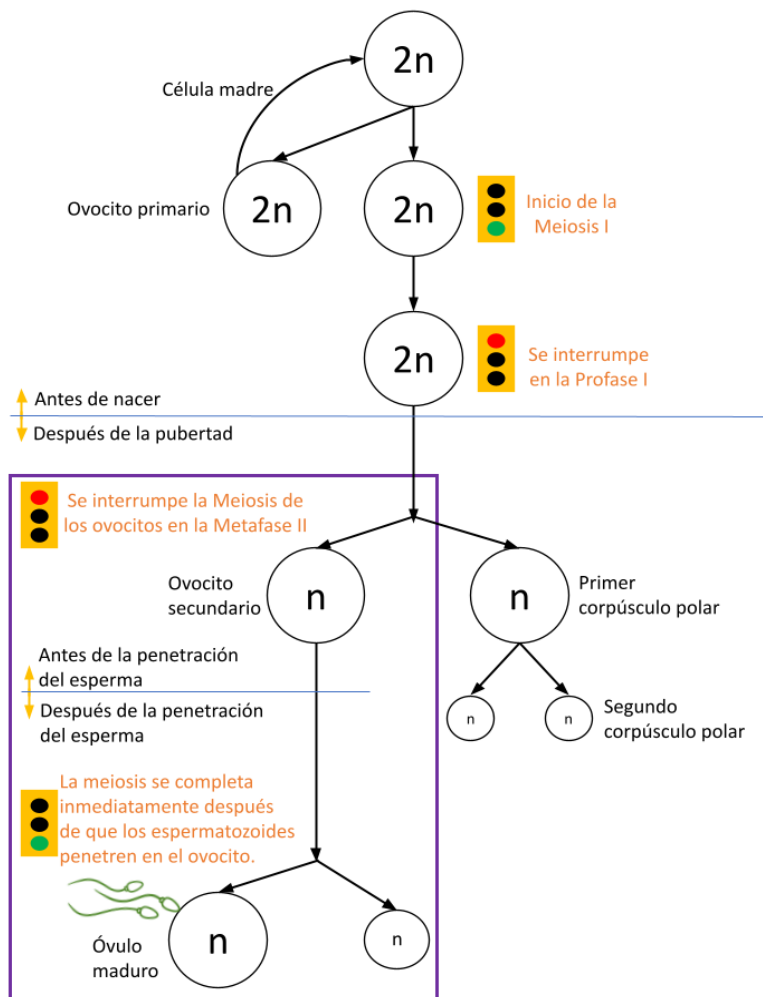 2n
Célula madre
Ovocito primario
2n
2n
Inicio de la
Meiosis I
2n
Se interrumpe
en la Profase I
Antes de nacer
Después de la pubertad
Se interrumpe la Meiosis de
los ovocitos en la Metafase II
Ovocito
secundario
n
n
Primer
corpúsculo polar
Antes de la penetración
del esperma
Después de la penetración
del esperma
n
n
Segundo
corpúsculo polar
La meiosis se completa
inmediatamente después
de que los espermatozoides
penetren en el ovocito.
Óvulo
maduro
n
n